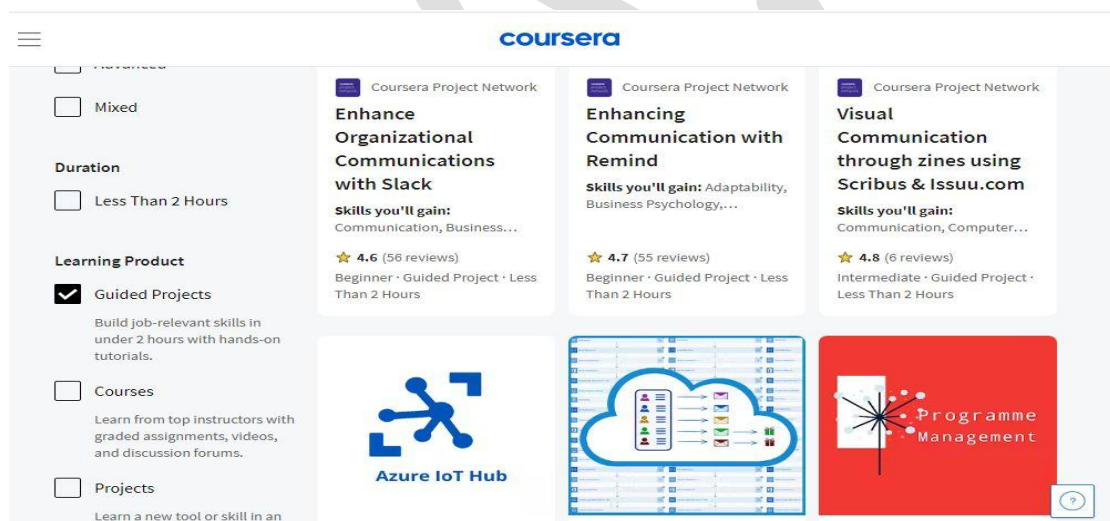 coursera
Advanced
Mixed
Duration
Less Than 2 Hours
Learning Product
Guided Projects
Build job-relevant skills in
under 2 hours with hands-on
tutorials.
Courses
Learn from top instructors with
graded assignments, videos,
and discussion forums.
Projects
Learn a new tool or skill in an
Coursera Project Network
Enhance
Organizational
Communications
with Slack
Skills you'll gain:
Communication, Business...
4.6 (56 reviews)
Beginner · Guided Project · Less
Than 2 Hours
Coursera Project Network
Enhancing
Communication with
Remind
Skills you'll gain: Adaptability,
Business Psychology,...
4.7 (55 reviews)
Beginner · Guided Project · Less
Than 2 Hours
Coursera Project Network
Visual
Communication
through zines using
Scribus & Issuu.com
Skills you'll gain:
Communication, Computer...
4.8 (6 reviews)
Intermediate · Guided Project ·
Less Than 2 Hours
Azure IoT Hub
Programme
Management
?